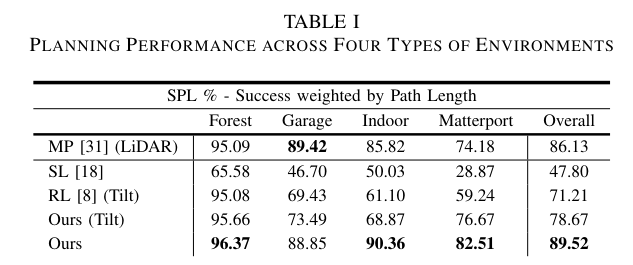 TABLE I
PLANNING PERFORMANCE ACROSS FOUR TYPES OF ENVIRONMENTS
SPL % - Success weighted by Path Length
Forest Garage Indoor Matterport Overall
MP [31] (LiDAR) 95.09 89.42 85.82 74.18 86.13
SL [18] 65.58 46.70 50.03 28.87 47.80
RL [8] (Tilt) 95.08 69.43 61.10 59.24 71.21
Ours (Tilt) 95.66 73.49 68.87 76.67 78.67
Ours 96.37 88.85 90.36 82.51 89.52